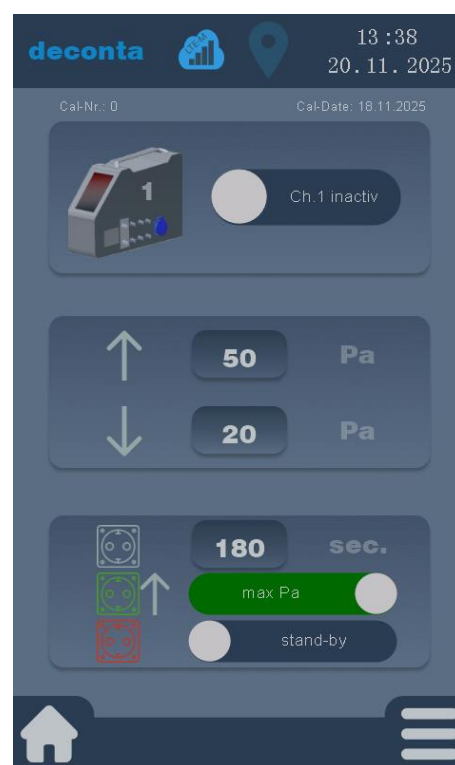 deconta
LTE-M
13:38
20.11.2025
Cal-Nr.: 0
Cal-Date: 18.11.2025
1
Ch.1 inactiv
50 Pa
20 Pa
180 sec.
max Pa
stand-by